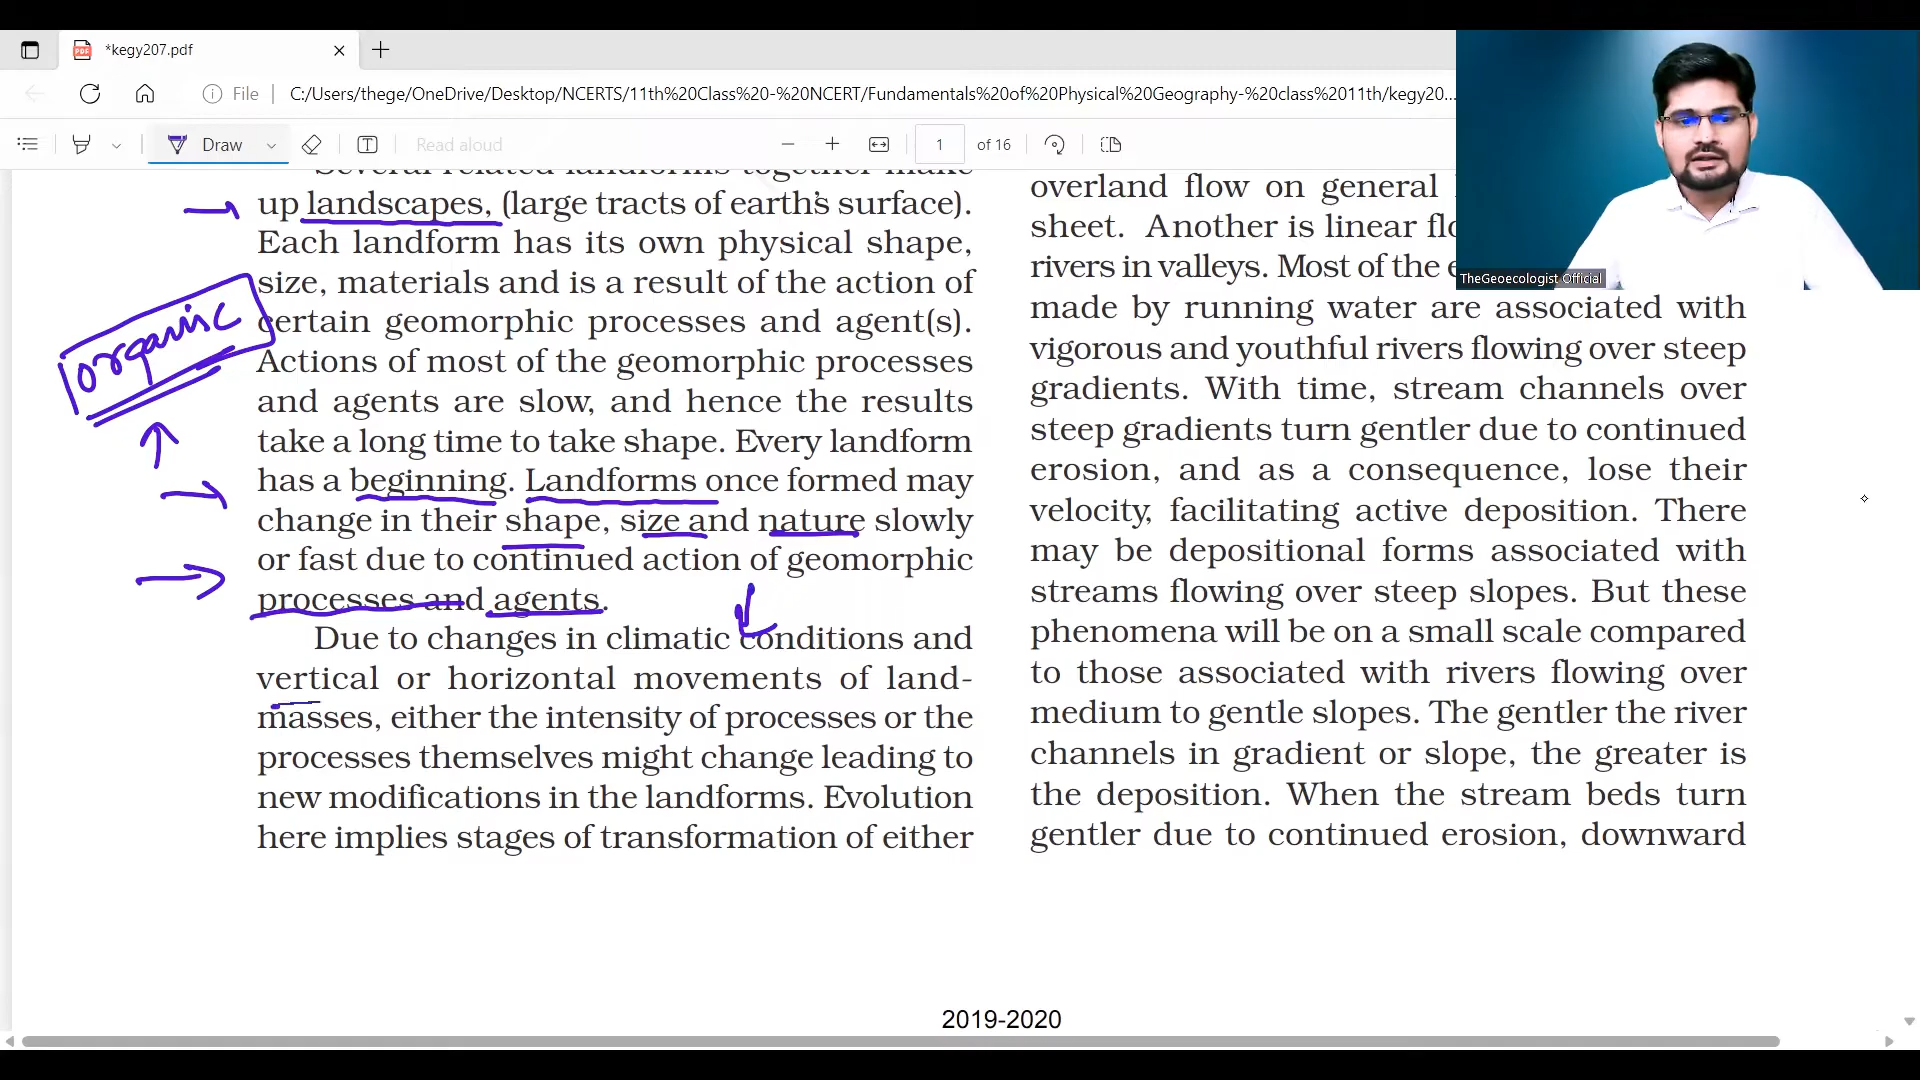 *kegy207.pdf
File
C:/Users/thege/OneDrive/Desktop/NCERTS/11th%20Class%20-%20NCERT/Fundamentals%20of%20Physical%20Geography-%20class%2011th/kegy20...
Draw
Read aloud
1 of 16
TheGeoecologist Official
Several related landforms together make
up landscapes, (large tracts of earth's surface).
Each landform has its own physical shape,
size, materials and is a result of the action of
certain geomorphic processes and agent(s).
Actions of most of the geomorphic processes
and agents are slow, and hence the results
take a long time to take shape. Every landform
has a beginning. Landforms once formed may
change in their shape, size and nature slowly
or fast due to continued action of geomorphic
processes and agents.
Due to changes in climatic conditions and
vertical or horizontal movements of land-
masses, either the intensity of processes or the
processes themselves might change leading to
new modifications in the landforms. Evolution
here implies stages of transformation of either
organic
overland flow on general
sheet. Another is linear
rivers in valleys. Most of the
made by running water are associated with
vigorous and youthful rivers flowing over steep
gradients. With time, stream channels over
steep gradients turn gentler due to continued
erosion, and as a consequence, lose their
velocity, facilitating active deposition. There
may be depositional forms associated with
streams flowing over steep slopes. But these
phenomena will be on a small scale compared
to those associated with rivers flowing over
medium to gentle slopes. The gentler the river
channels in gradient or slope, the greater is
the deposition. When the stream beds turn
gentler due to continued erosion, downward
2019-2020